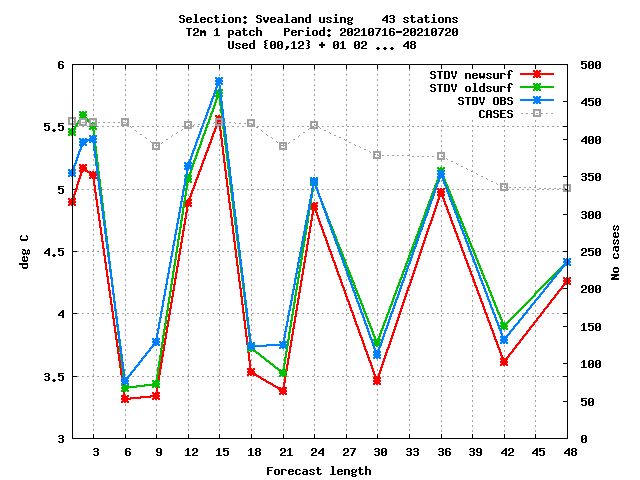 Selection: Svealand using    43 stations
T2m 1 patch   Period: 20210716-20210720
Used {00,12} + 01 02 ... 48
STDV newsurf
STDV oldsurf
STDV OBS
CASES
6
5.5
5
4.5
4
3.5
3
deg C
500
450
400
350
300
250
200
150
100
50
0
No cases
3 6 9 12 15 18 21 24 27 30 33 36 39 42 45 48
Forecast length